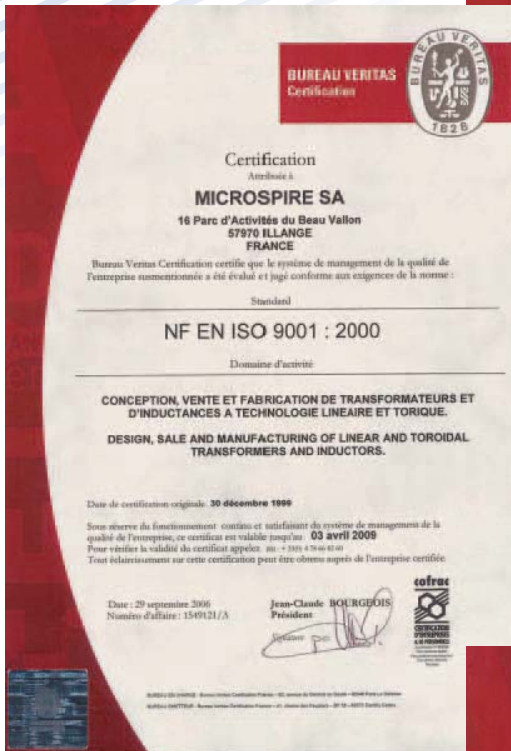 BUREAU VERITAS
Certification
BUREAU VERITAS
1828
Certification
Attribuée à
MICROSPIRE SA
16 Parc d'Activités du Beau Vallon
57970 ILLANGE
FRANCE
Bureau Veritas Certification certifie que le système de management de la qualité de
l'entreprise susmentionnée a été évalué et jugé conforme aux exigences de la norme :
Standard
NF EN ISO 9001 : 2000
Domaine d'activité
CONCEPTION, VENTE ET FABRICATION DE TRANSFORMATEURS ET
D'INDUCTANCES A TECHNOLOGIE LINEAIRE ET TORIQUE.
DESIGN, SALE AND MANUFACTURING OF LINEAR AND TOROIDAL
TRANSFORMERS AND INDUCTORS.
Date de certification originale 30 décembre 1999
Sous réserve du fonctionnement continu et satisfaisant du système de management de la
qualité de l'entreprise, ce certificat est valable jusqu'au : 03 avril 2009
Pour vérifier la validité du certificat appelez
Tout éclaircissement sur cette certification peut être obtenu auprès de l'entreprise certifiée
Date : 29 septembre 2006
Numéro d'affaire : 1549121/A
Jean-Claude BOURGEOIS
Président
Signature
cofrac
CERTIFICATION
D'ENTREPRISES